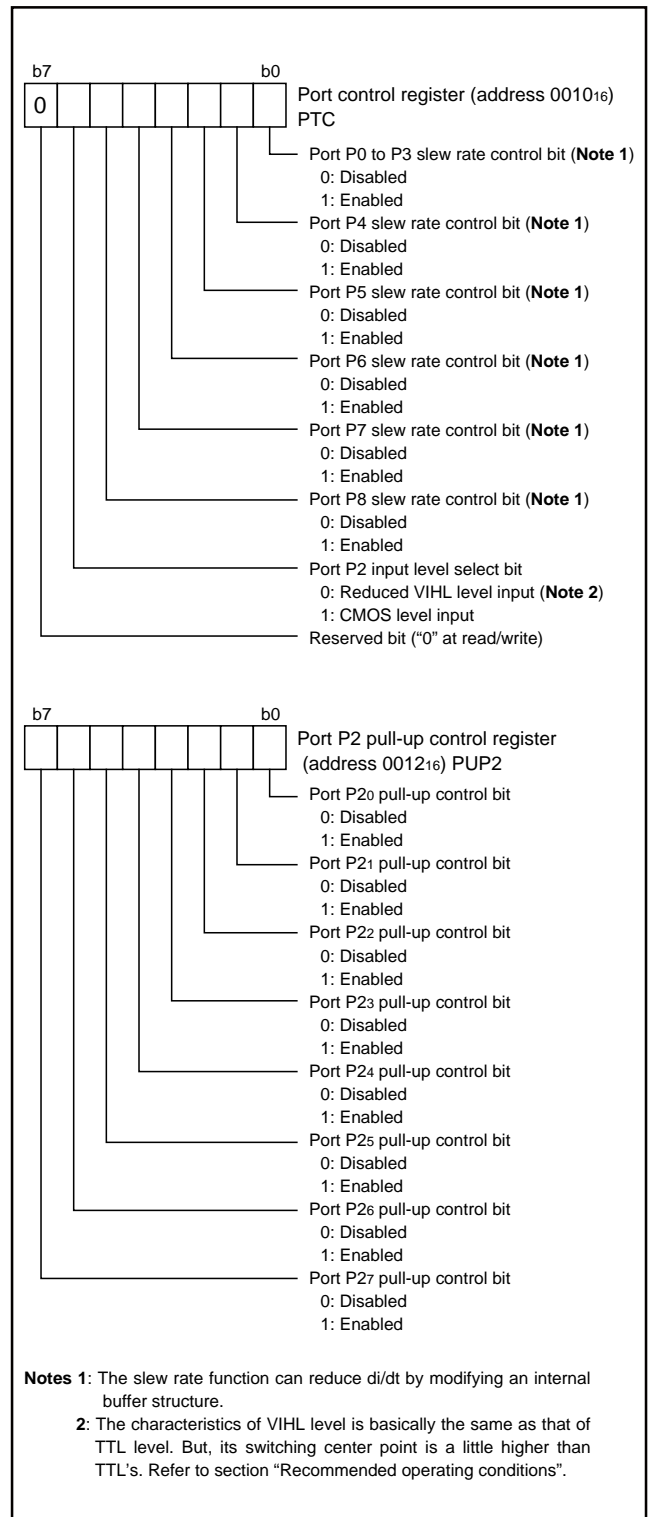 b7 b0
0
Port control register (address 0010₁₆)
PTC
Port P0 to P3 slew rate control bit (Note 1)
0: Disabled
1: Enabled
Port P4 slew rate control bit (Note 1)
0: Disabled
1: Enabled
Port P5 slew rate control bit (Note 1)
0: Disabled
1: Enabled
Port P6 slew rate control bit (Note 1)
0: Disabled
1: Enabled
Port P7 slew rate control bit (Note 1)
0: Disabled
1: Enabled
Port P8 slew rate control bit (Note 1)
0: Disabled
1: Enabled
Port P2 input level select bit
0: Reduced VIHL level input (Note 2)
1: CMOS level input
Reserved bit (“0” at read/write)
b7 b0
Port P2 pull-up control register
(address 0012₁₆) PUP2
Port P2₀ pull-up control bit
0: Disabled
1: Enabled
Port P2₁ pull-up control bit
0: Disabled
1: Enabled
Port P2₂ pull-up control bit
0: Disabled
1: Enabled
Port P2₃ pull-up control bit
0: Disabled
1: Enabled
Port P2₄ pull-up control bit
0: Disabled
1: Enabled
Port P2₅ pull-up control bit
0: Disabled
1: Enabled
Port P2₆ pull-up control bit
0: Disabled
1: Enabled
Port P2₇ pull-up control bit
0: Disabled
1: Enabled
Notes 1: The slew rate function can reduce di/dt by modifying an internal
buffer structure.
2: The characteristics of VIHL level is basically the same as that of
TTL level. But, its switching center point is a little higher than
TTL’s. Refer to section “Recommended operating conditions”.